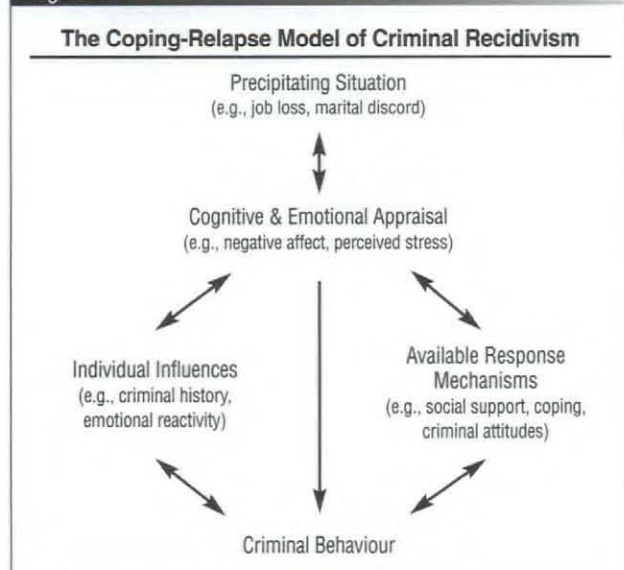 The Coping-Relapse Model of Criminal Recidivism
Precipitating Situation
(e.g., job loss, marital discord)
Cognitive & Emotional Appraisal
(e.g., negative affect, perceived stress)
Individual Influences
(e.g., criminal history,
emotional reactivity)
Available Response
Mechanisms
(e.g., social support, coping,
criminal attitudes)
Criminal Behaviour